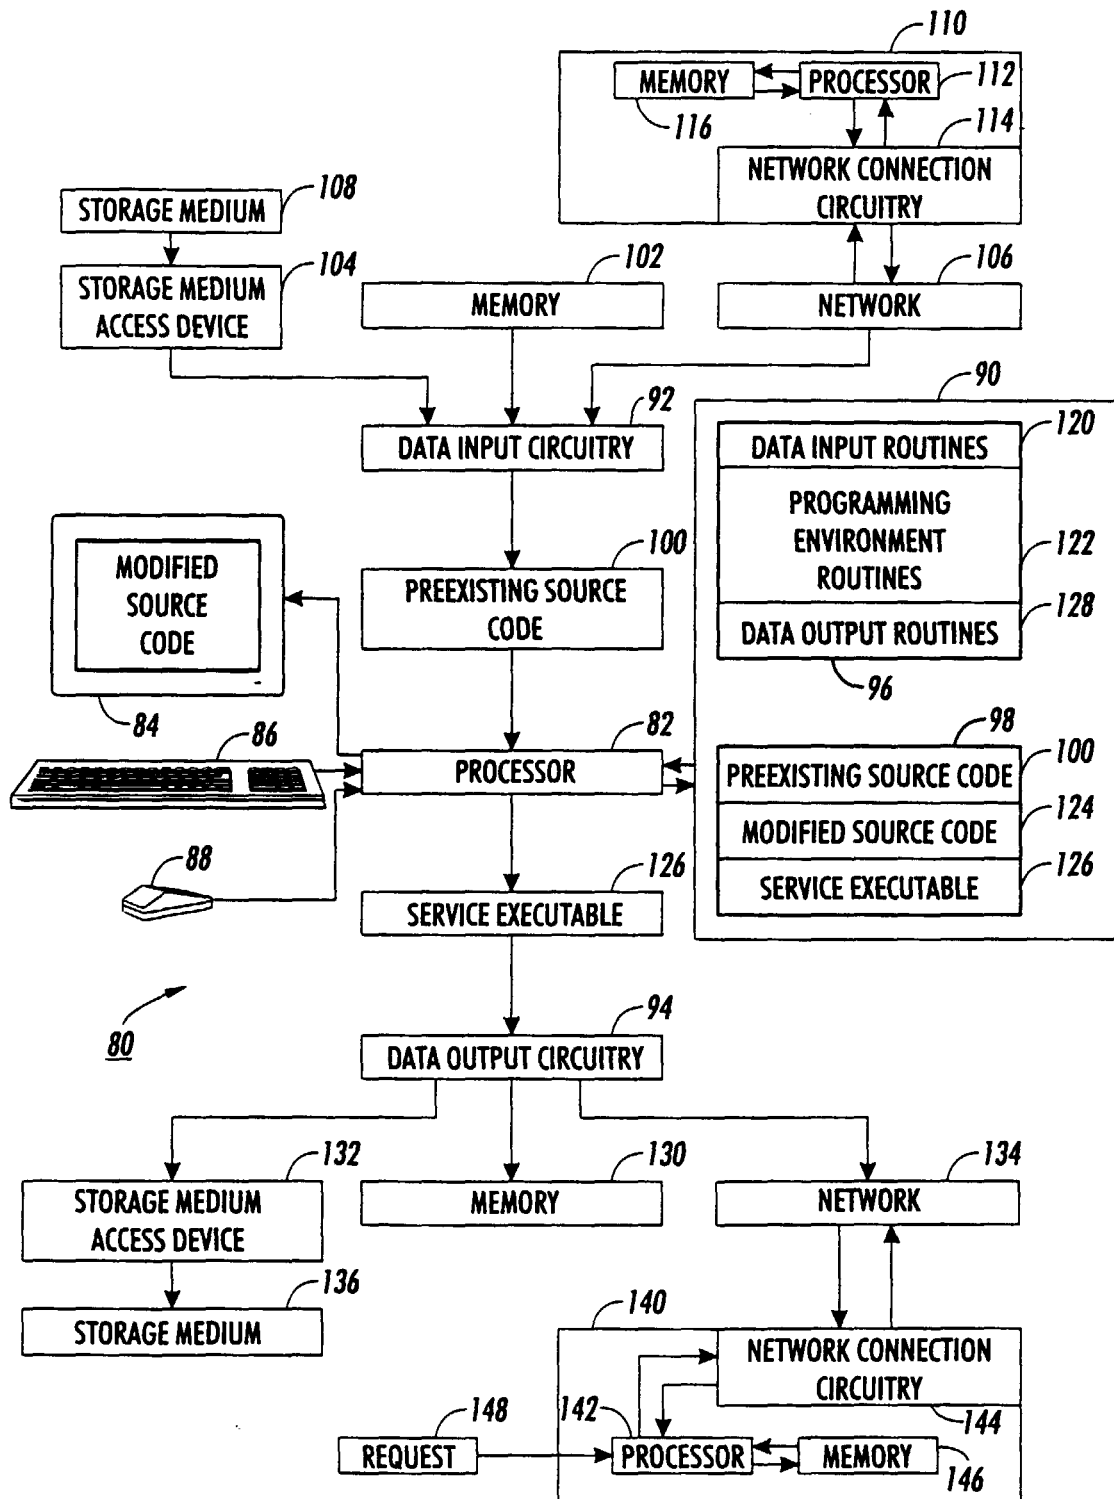 110
MEMORY
PROCESSOR
112
116
114
NETWORK CONNECTION
CIRCUITRY
108
STORAGE MEDIUM
104
STORAGE MEDIUM
ACCESS DEVICE
102
MEMORY
106
NETWORK
92
DATA INPUT CIRCUITRY
90
120
DATA INPUT ROUTINES
PROGRAMMING
ENVIRONMENT
ROUTINES
122
128
DATA OUTPUT ROUTINES
96
MODIFIED
SOURCE
CODE
84
100
PREEXISTING SOURCE
CODE
86
82
PROCESSOR
98
100
PREEXISTING SOURCE CODE
124
MODIFIED SOURCE CODE
126
SERVICE EXECUTABLE
88
126
SERVICE EXECUTABLE
80
94
DATA OUTPUT CIRCUITRY
132
STORAGE MEDIUM
ACCESS DEVICE
130
MEMORY
134
NETWORK
136
STORAGE MEDIUM
140
NETWORK CONNECTION
CIRCUITRY
144
148
REQUEST
142
PROCESSOR
MEMORY
146